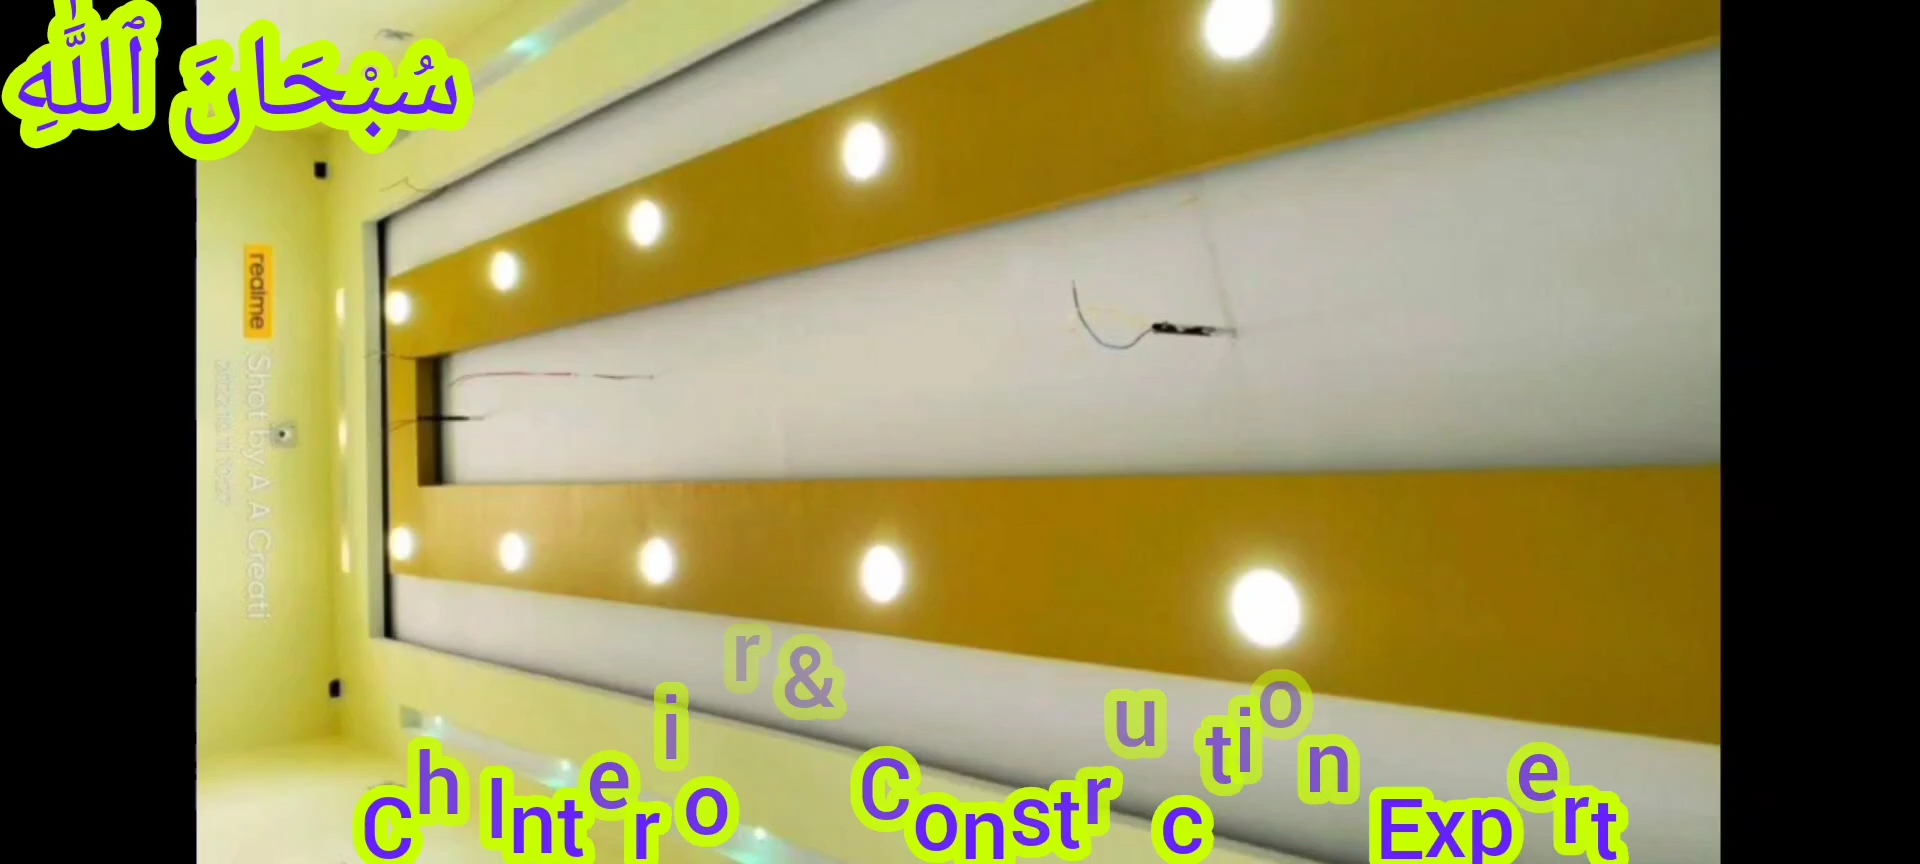 سُبْحَانَ ٱللَّٰهِ
realme
Shot by A A Creati
Ch Interior & Construction Expert